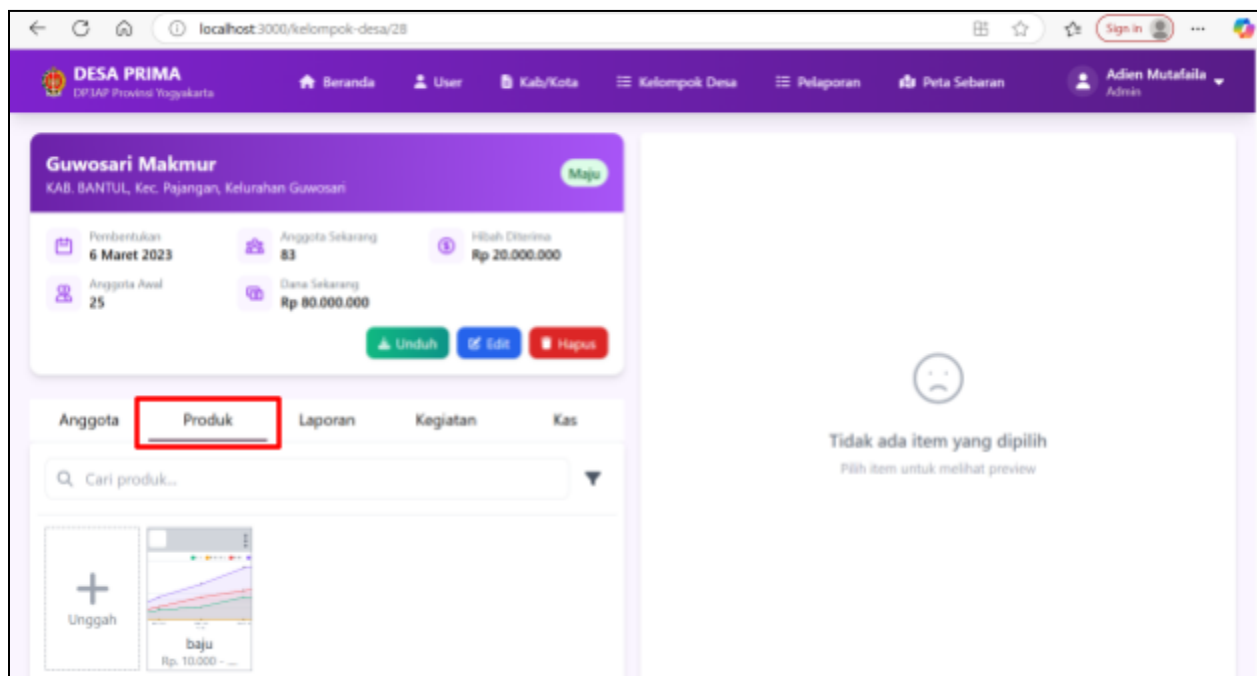 localhost:3000/kelompok-desa/28
Sign in
DESA PRIMA
DP3AP Provinsi Yogyakarta
Beranda
User
Kab/Kota
Kelompok Desa
Pelaporan
Peta Sebaran
Adien Mutafaila
Admin
Guwosari Makmur
KAB. BANTUL, Kec. Pajangan, Kelurahan Guwosari
Maju
Pembentukan
6 Maret 2023
Anggota Sekarang
83
Hibah Diterima
Rp 20.000.000
Anggota Awal
25
Dana Sekarang
Rp 80.000.000
Unduh
Edit
Hapus
Anggota
Produk
Laporan
Kegiatan
Kas
Cari produk...
Unggah
baju
Rp. 10.000 - ...
Tidak ada item yang dipilih
Pilih item untuk melihat preview